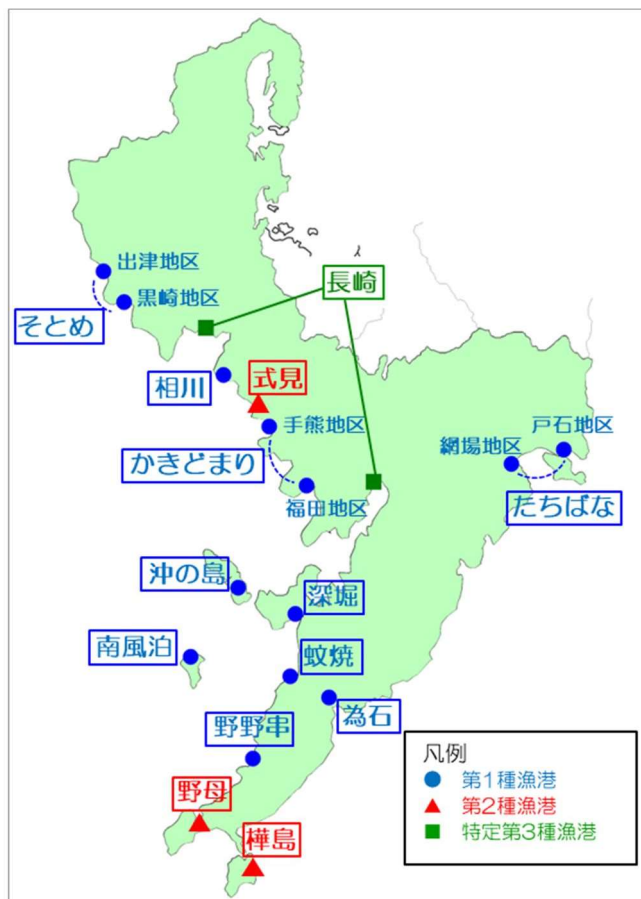 出津地区
黒崎地区
そとめ
長崎
相川
式見
手熊地区
かきどまり
福田地区
戸石地区
網場地区
たちばな
沖の島
深堀
南風泊
蚊焼
為石
野野串
野母
樺島
凡例
第1種漁港
第2種漁港
特定第3種漁港